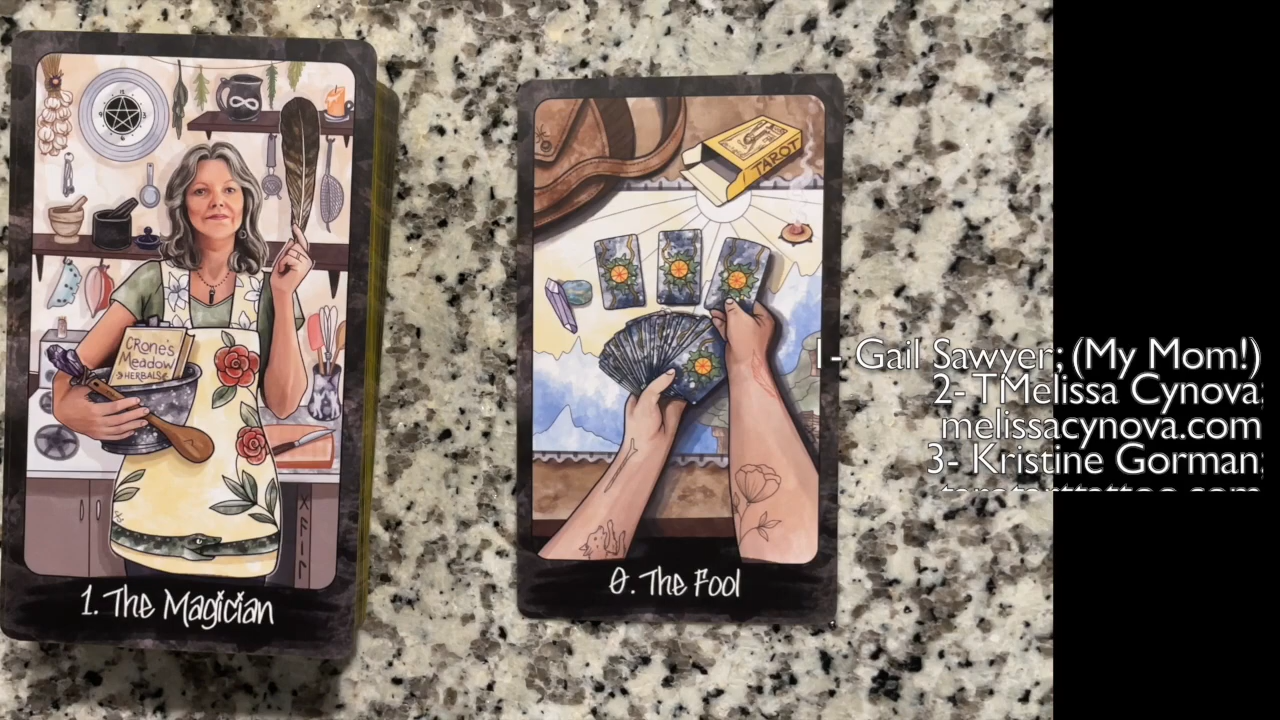 CRone's
Meadow
HERBALS
1. The Magician
TAROT
0. The Fool
1- Gail Sawyer; (My Mom!)
2- TMelissa Cynova;
melissacynova.com
3- Kristine Gorman;